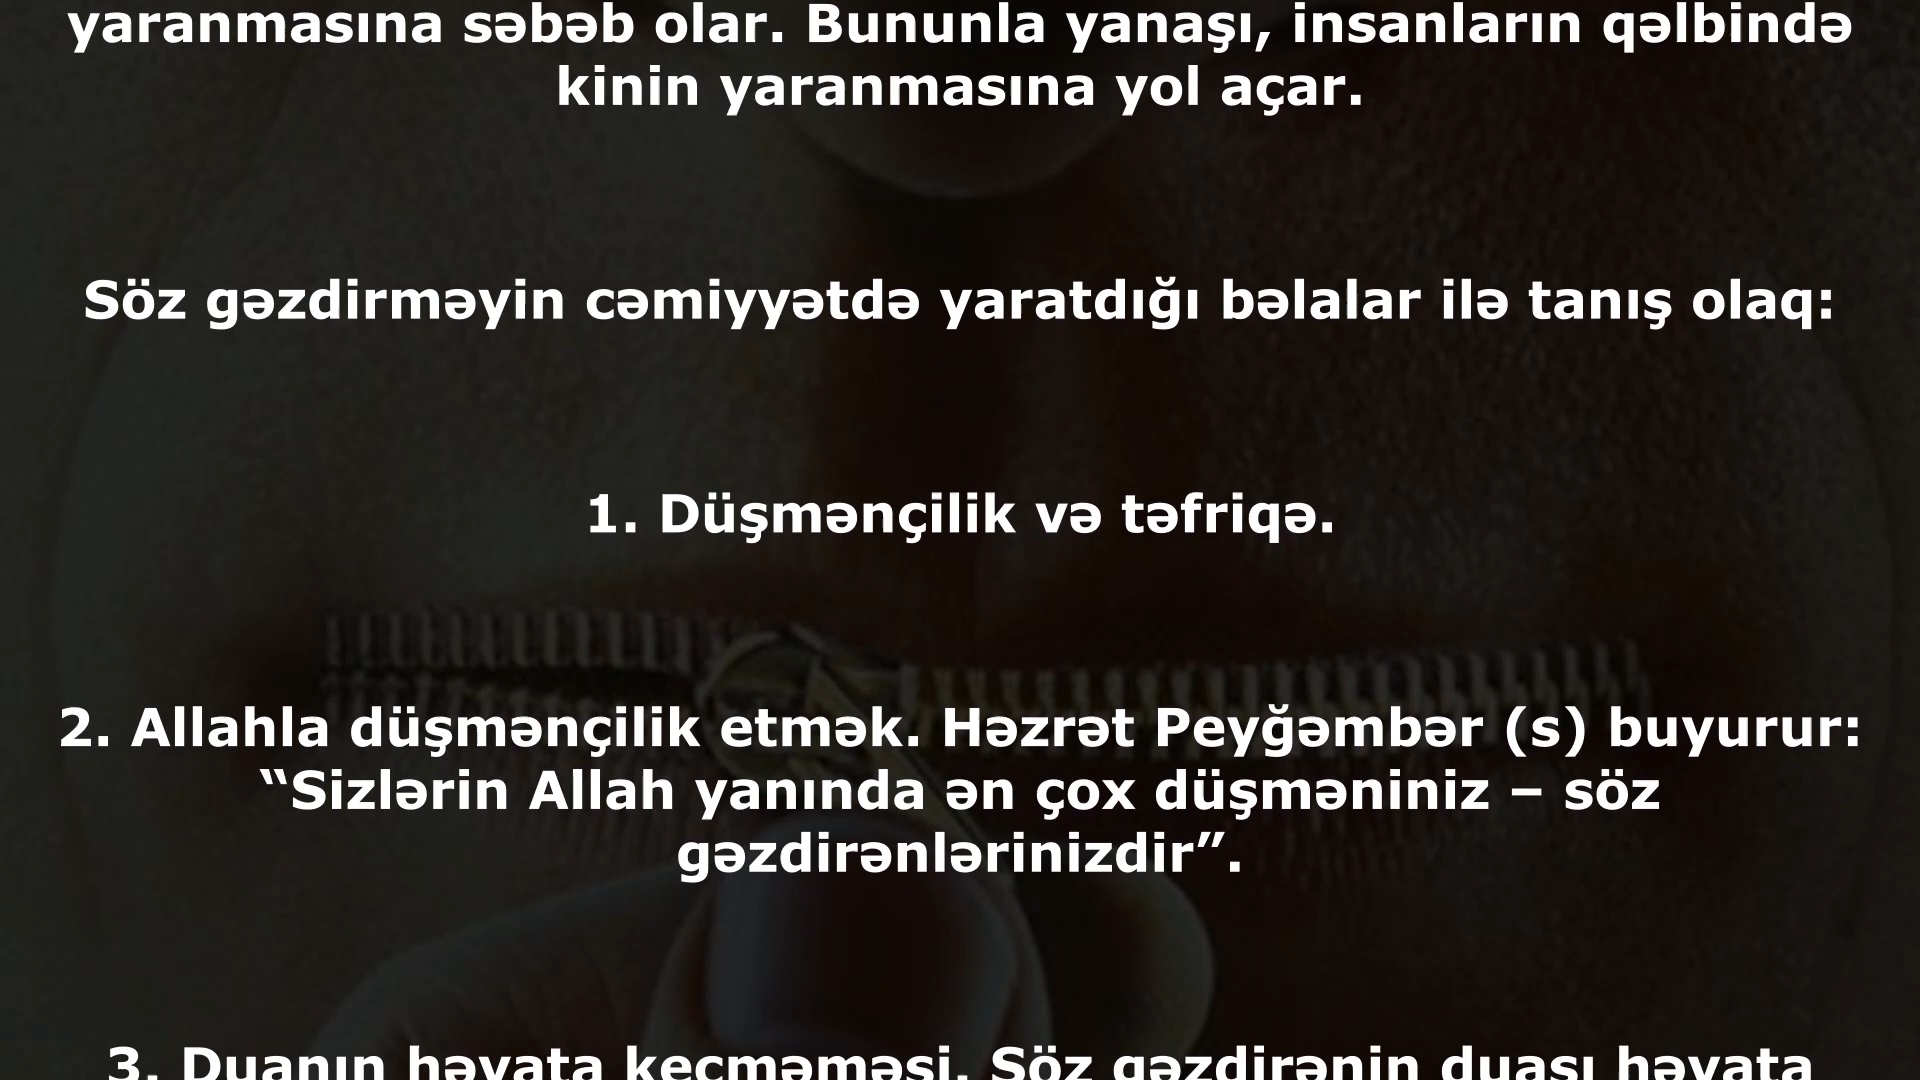 yaranmasına səbəb olar. Bununla yanaşı, insanların qəlbində
kinin yaranmasına yol açar.
Söz gəzdirməyin cəmiyyətdə yaratdığı bəlalar ilə tanış olaq:
1. Düşmənçilik və təfriqə.
2. Allahla düşmənçilik etmək. Həzrət Peyğəmbər (s) buyurur:
“Sizlərin Allah yanında ən çox düşməniniz – söz
gəzdirənlərinizdir”.
3. Duanın həyata keçməməsi. Söz gəzdirənin duası həyata